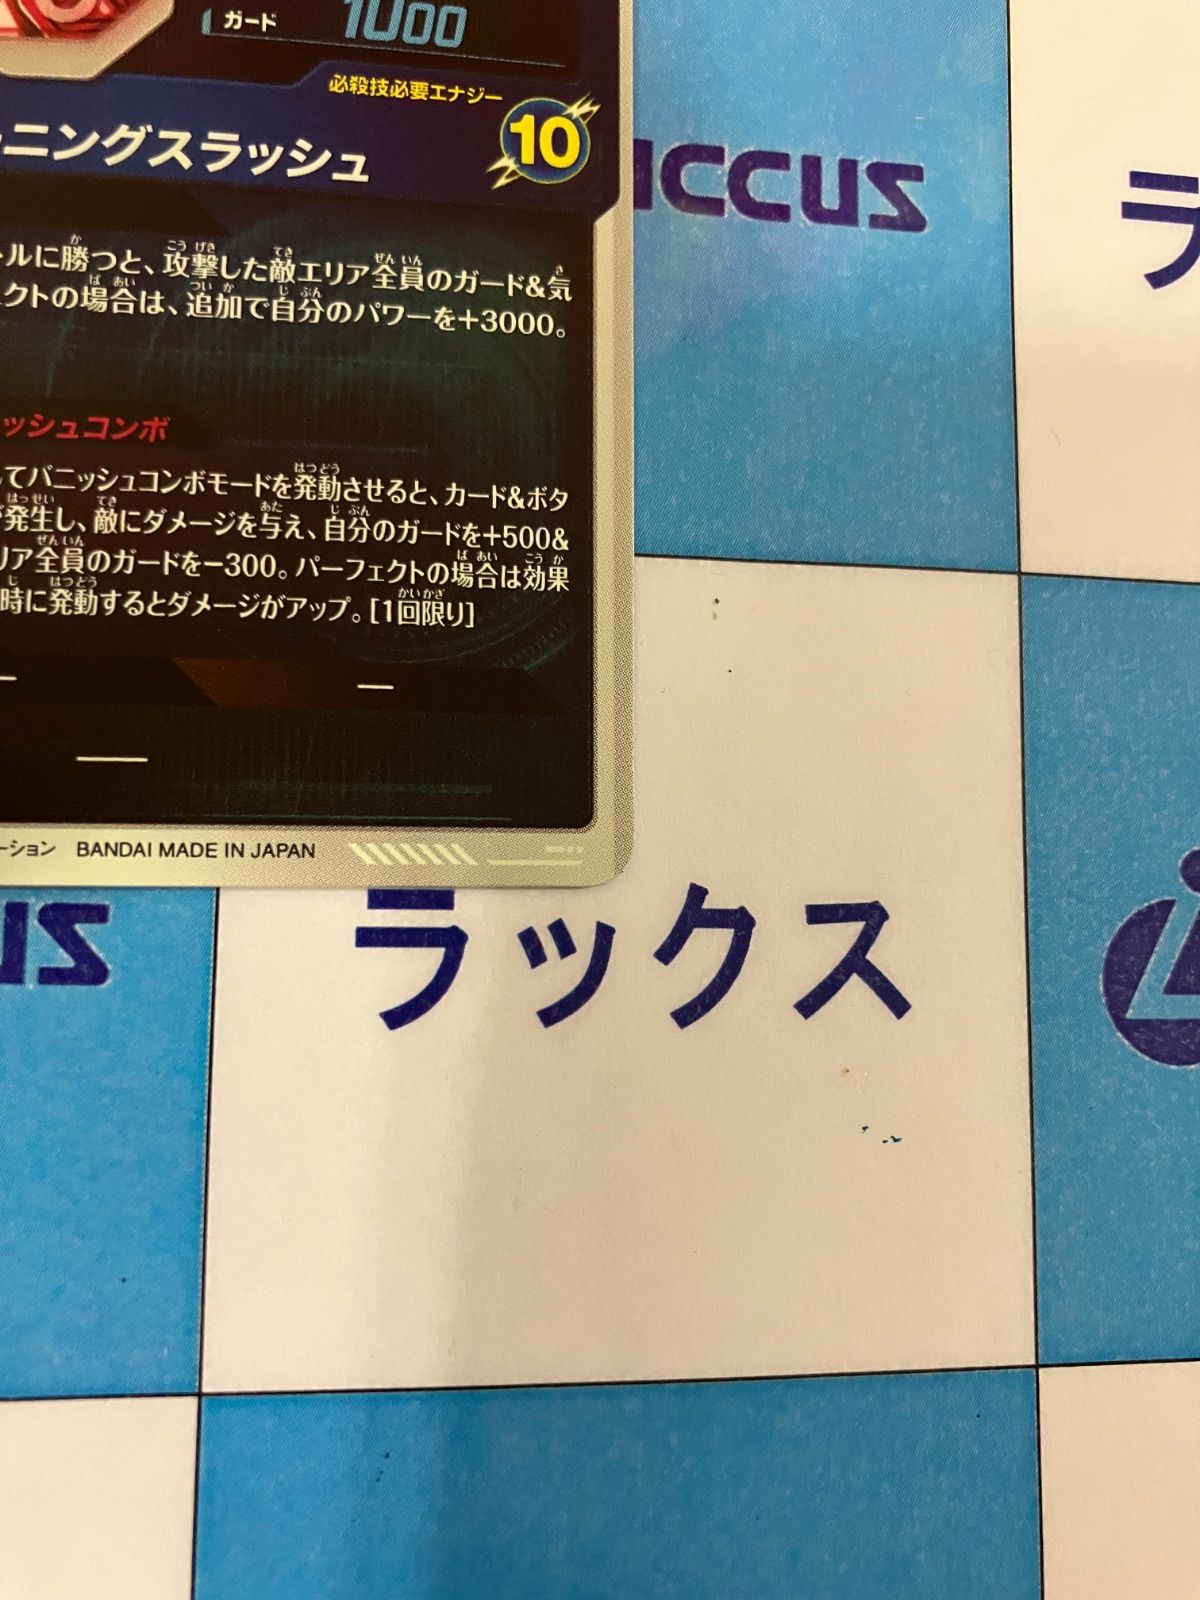 ガード 1000
必殺技必要エナジー
10
ニングスラッシュ
ールに勝つと、攻撃した敵エリア全員のガード&気
ェクトの場合は、追加で自分のパワーを+3000。
ッシュコンボ
してバニッシュコンボモードを発動させると、カード&ボタ
が発生し、敵にダメージを与え、自分のガードを+500&
リア全員のガードを-300。パーフェクトの場合は効果
時に発動するとダメージがアップ。[1回限り]
ーション BANDAI MADE IN JAPAN
ccus
ラ
us
ラックス